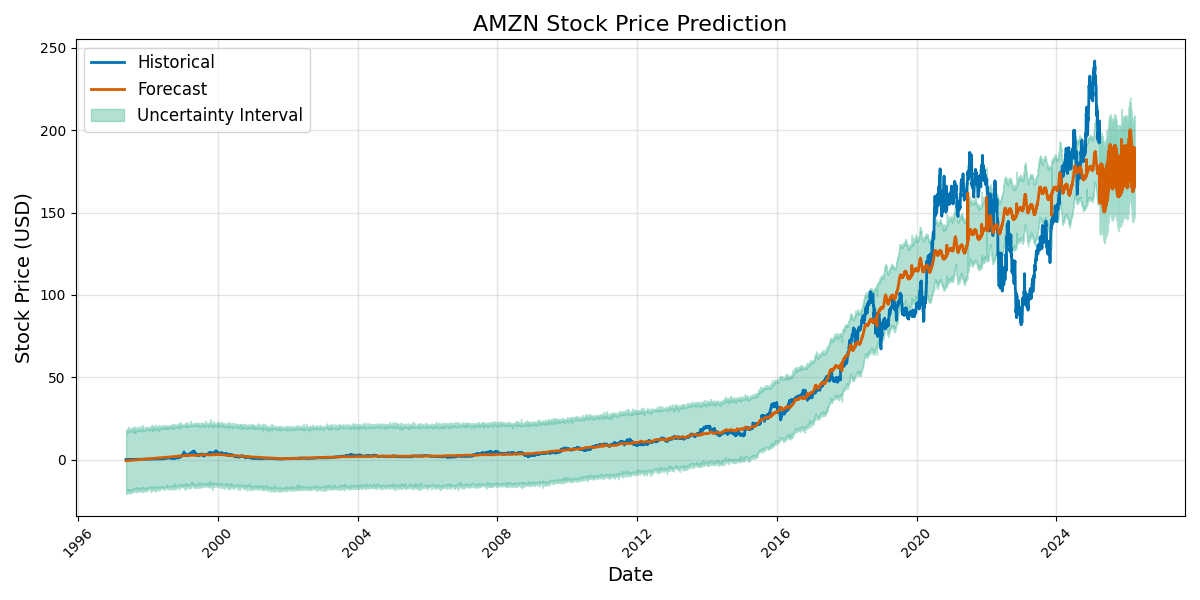 AMZN Stock Price Prediction
Historical
Forecast
Uncertainty Interval
Stock Price (USD)
250
200
150
100
50
0
1996
2000
2004
2008
2012
2016
2020
2024
Date